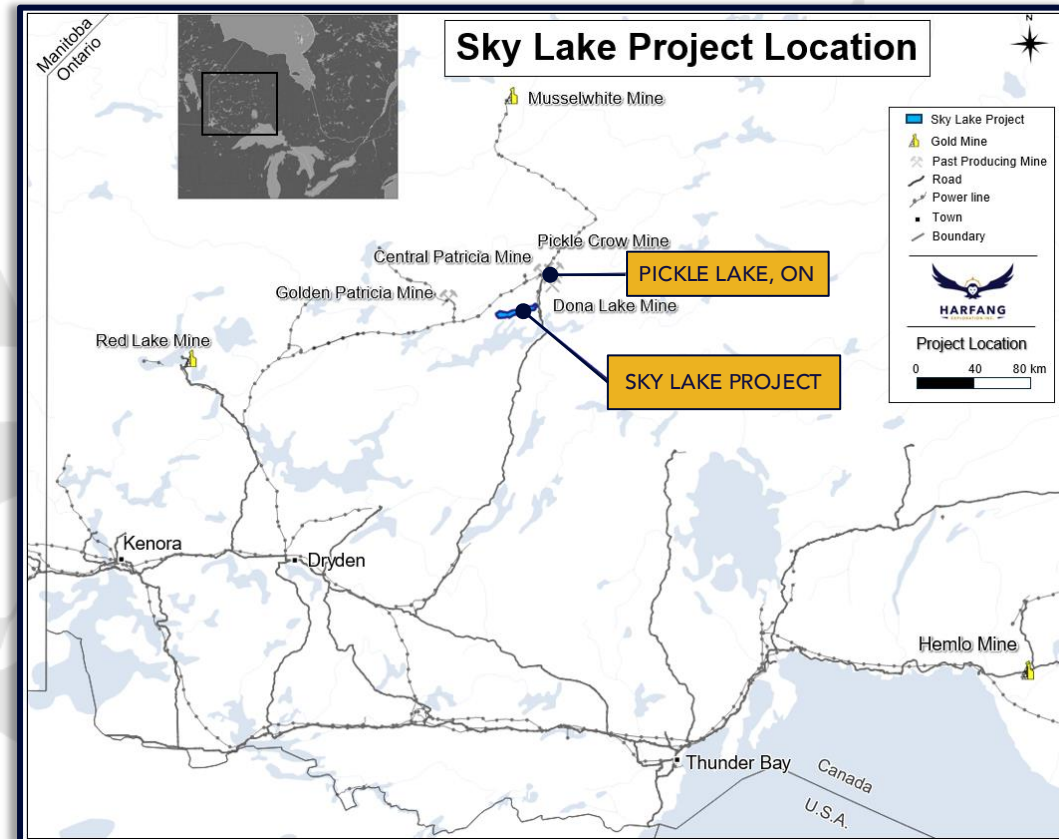 Manitoba
Ontario
Sky Lake Project Location
N
Musselwhite Mine
Sky Lake Project
Gold Mine
Past Producing Mine
Road
Power line
Town
Boundary
HARFANG
Project Location
0 40 80 km
Pickle Crow Mine
Central Patricia Mine
PICKLE LAKE, ON
Golden Patricia Mine
Dona Lake Mine
Red Lake Mine
SKY LAKE PROJECT
Kenora
Dryden
Hemlo Mine
Thunder Bay
Canada
U.S.A.